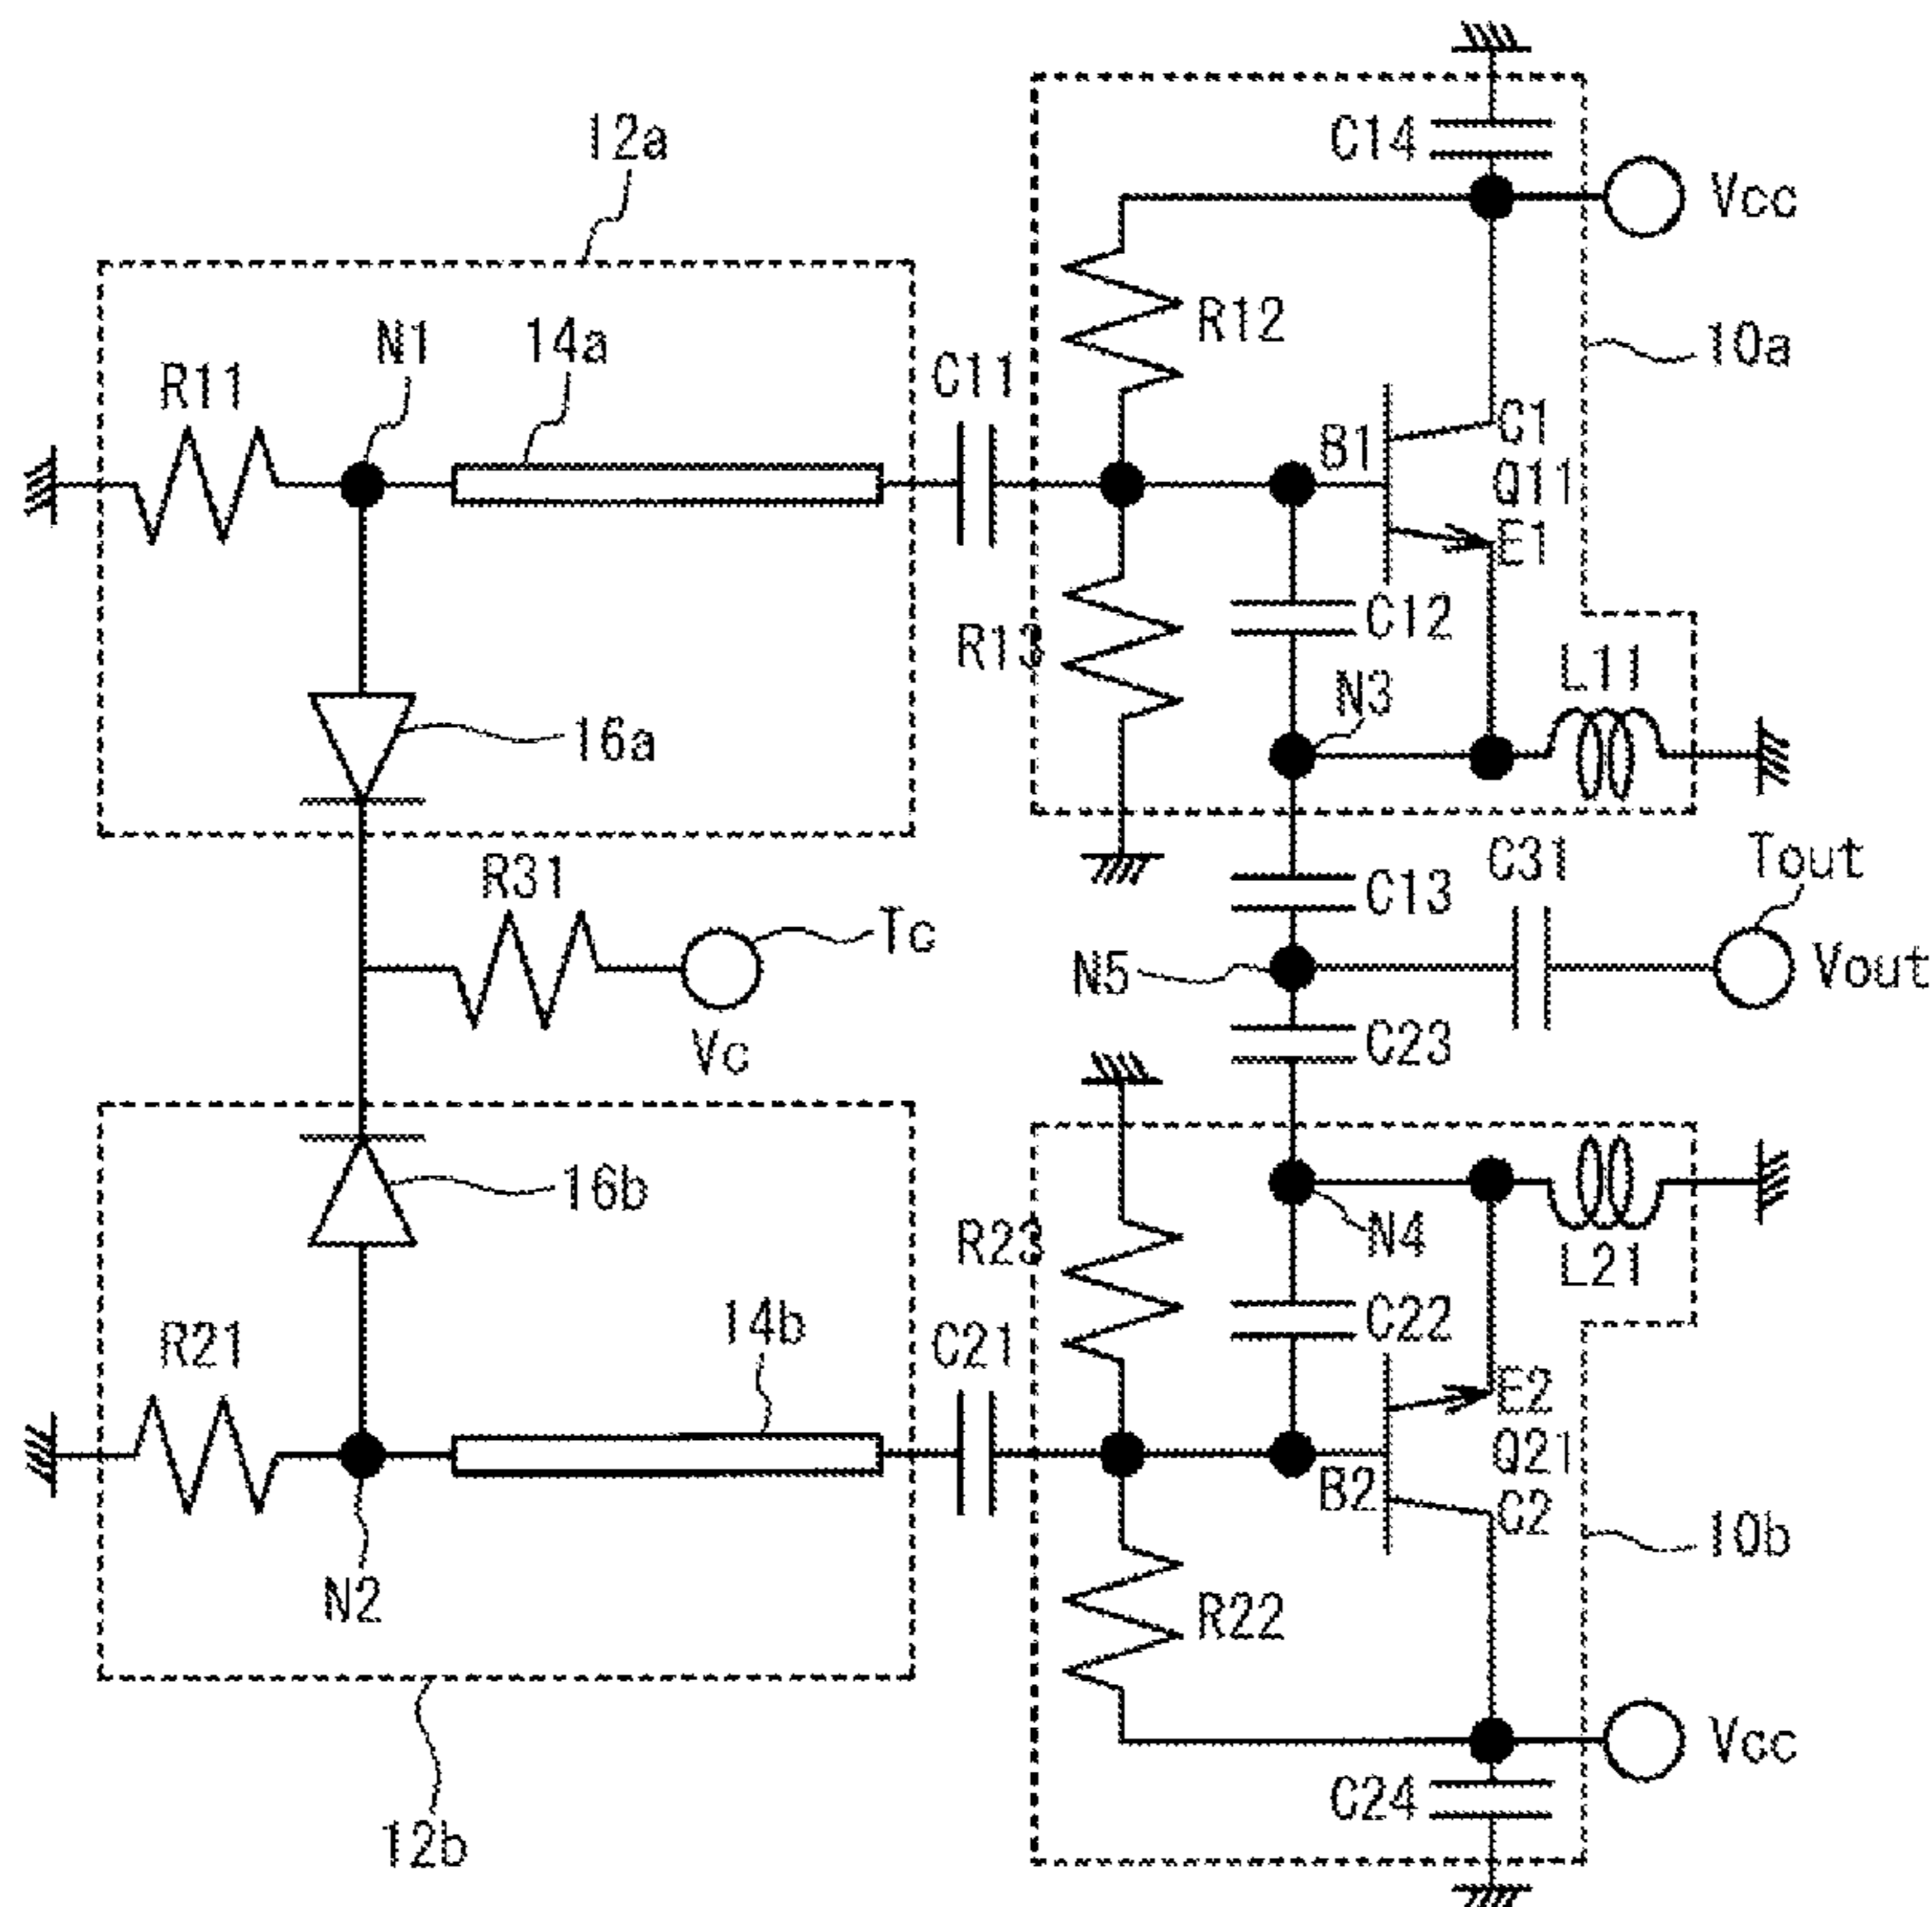 12a
C14
Vcc
R12
10a
N1
14a
R11
C11
B1
C1
Q11
E1
C12
R13
L11
N3
16a
R31
C13
C31
Tout
Tc
N5
Vout
Vc
C23
16b
R23
N4
L21
14b
C22
R21
C21
E2
Q21
B2
C2
10b
N2
R22
Vcc
C24
12b